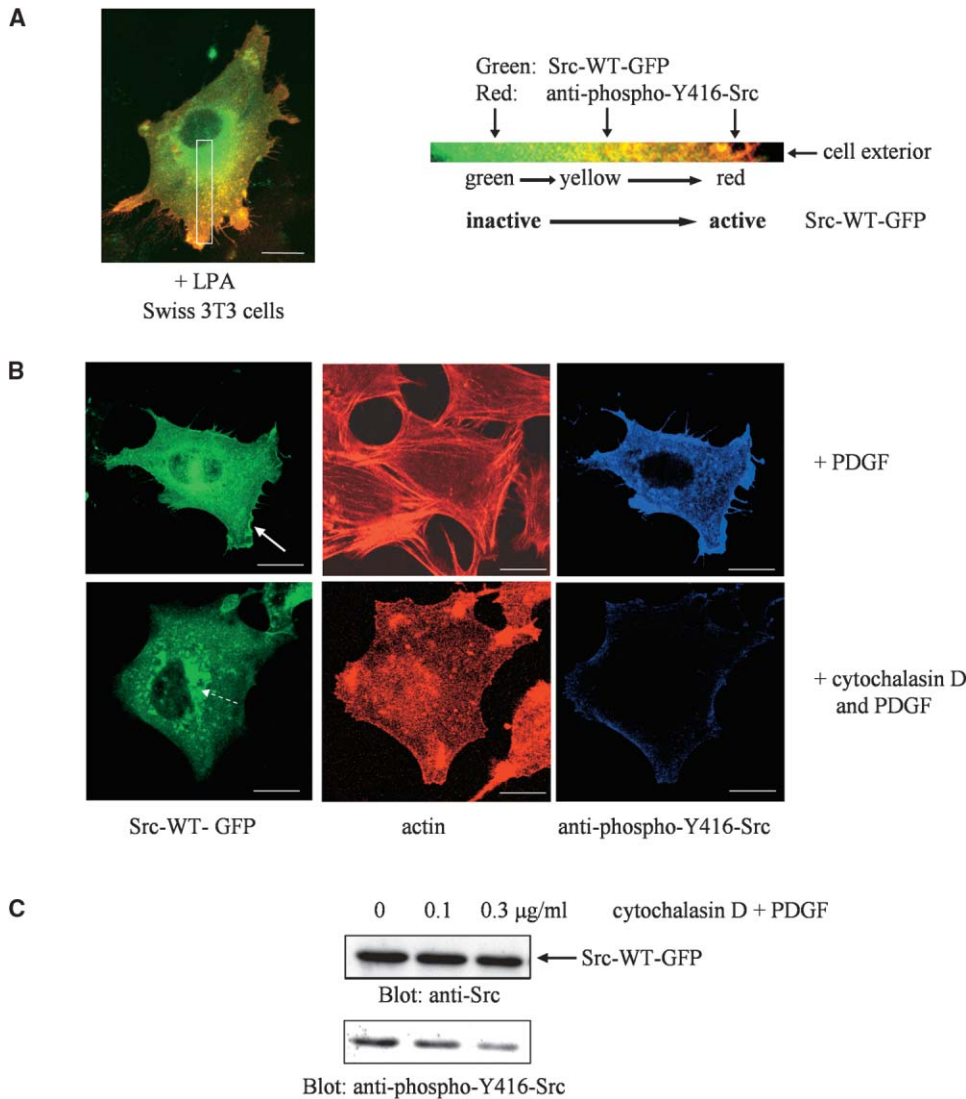 A
Green: Src-WT-GFP
Red: anti-phospho-Y416-Src
cell exterior
green yellow red
inactive active Src-WT-GFP
+ LPA
Swiss 3T3 cells
B
+ PDGF
+ cytochalasin D
and PDGF
Src-WT- GFP actin anti-phospho-Y416-Src
C
0 0.1 0.3 μg/ml cytochalasin D + PDGF
Src-WT-GFP
Blot: anti-Src
Blot: anti-phospho-Y416-Src